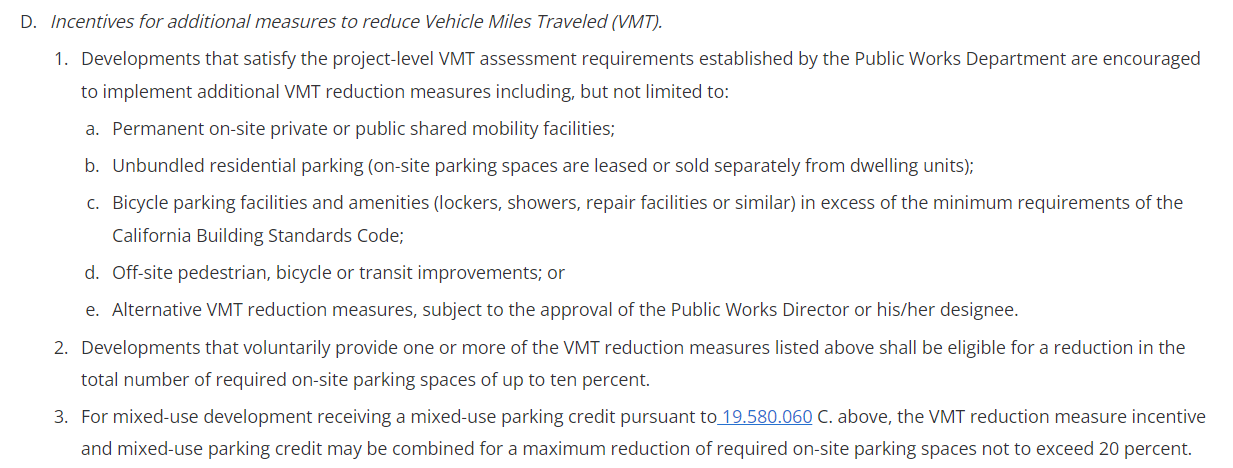 D. Incentives for additional measures to reduce Vehicle Miles Traveled (VMT).
1. Developments that satisfy the project-level VMT assessment requirements established by the Public Works Department are encouraged
to implement additional VMT reduction measures including, but not limited to:
a. Permanent on-site private or public shared mobility facilities;
b. Unbundled residential parking (on-site parking spaces are leased or sold separately from dwelling units);
c. Bicycle parking facilities and amenities (lockers, showers, repair facilities or similar) in excess of the minimum requirements of the
California Building Standards Code;
d. Off-site pedestrian, bicycle or transit improvements; or
e. Alternative VMT reduction measures, subject to the approval of the Public Works Director or his/her designee.
2. Developments that voluntarily provide one or more of the VMT reduction measures listed above shall be eligible for a reduction in the
total number of required on-site parking spaces of up to ten percent.
3. For mixed-use development receiving a mixed-use parking credit pursuant to 19.580.060 C. above, the VMT reduction measure incentive
and mixed-use parking credit may be combined for a maximum reduction of required on-site parking spaces not to exceed 20 percent.